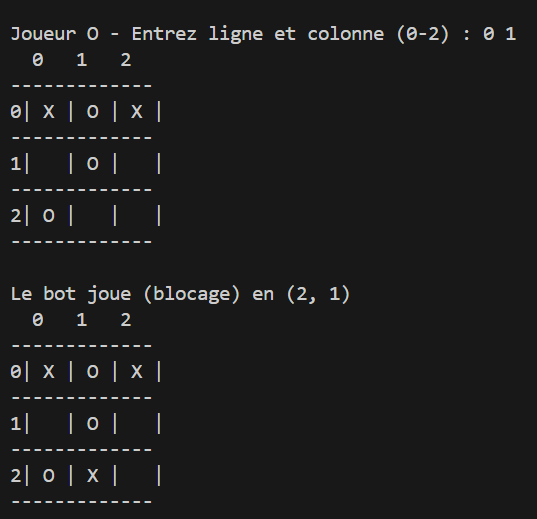 Joueur O - Entrez ligne et colonne (0-2) : 0 1
  0   1   2
-------------
0| X | O | X |
-------------
1|   | O |   |
-------------
2| O |   |   |
-------------

Le bot joue (blocage) en (2, 1)
  0   1   2
-------------
0| X | O | X |
-------------
1|   | O |   |
-------------
2| O | X |   |
-------------